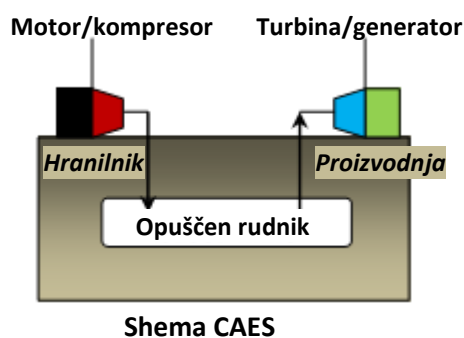 Motor/kompresor
Turbina/generator
Hranilnik
Proizvodnja
Opuščen rudnik
Shema CAES